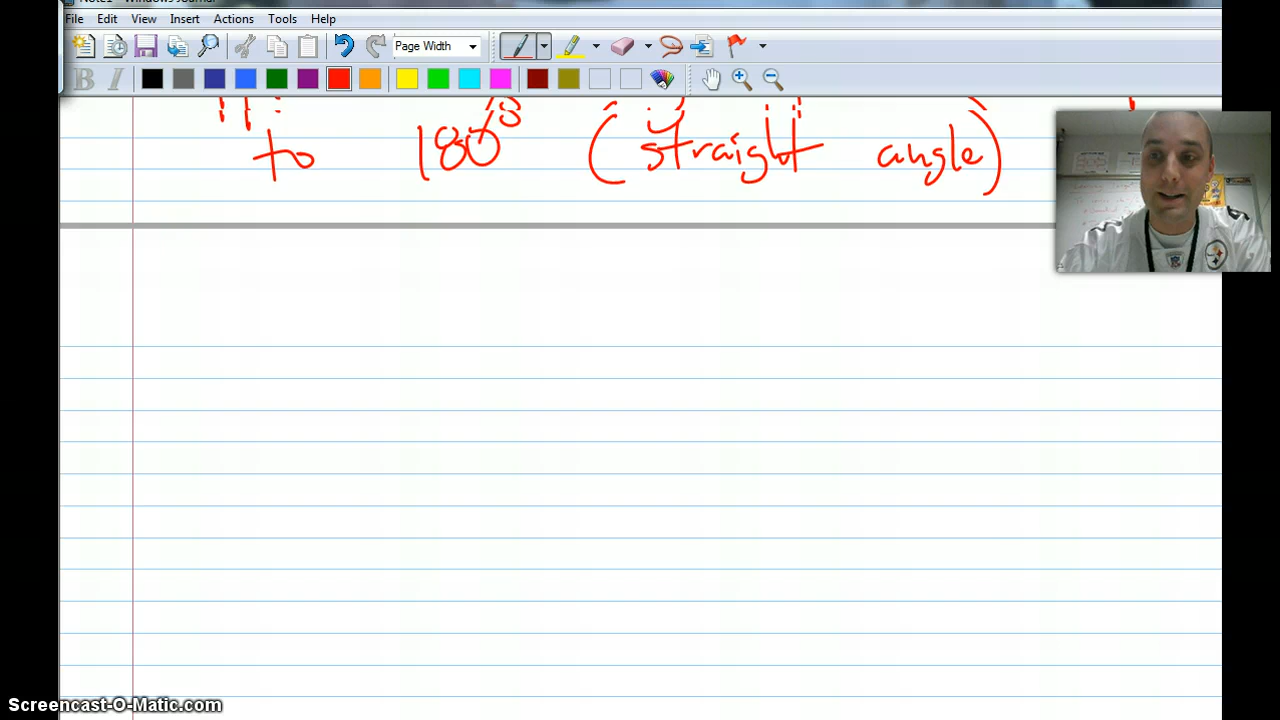 File Edit View Insert Actions Tools Help
Page Width
B I
to 180° (straight angle)
Screencast-O-Matic.com